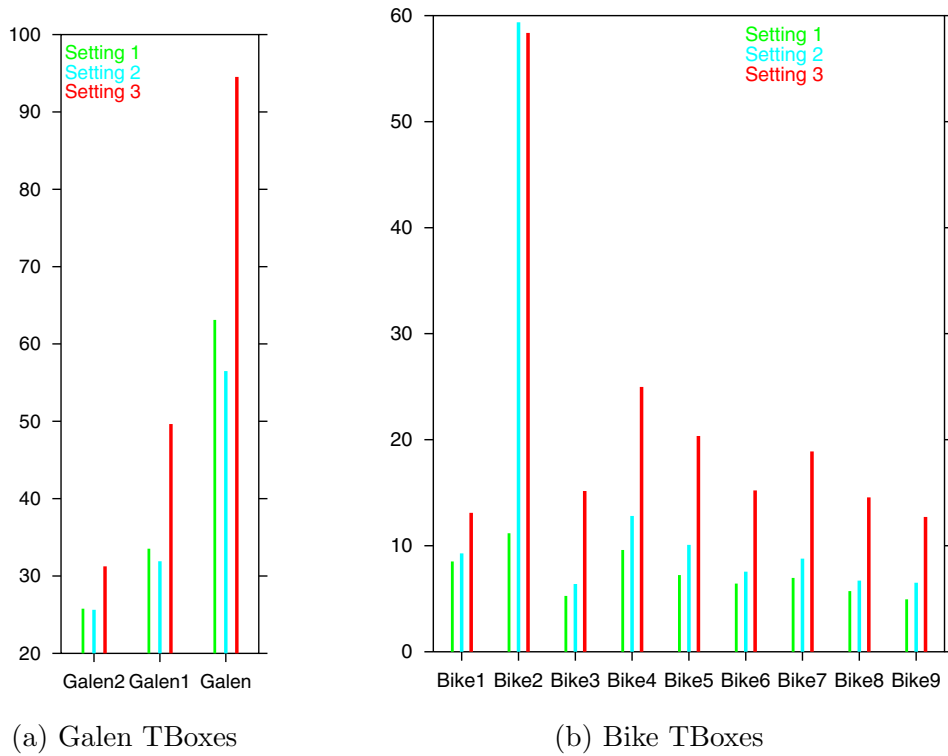 100
90
80
70
60
50
40
30
20
Setting 1
Setting 2
Setting 3
Galen2 Galen1 Galen
(a) Galen TBoxes
60
50
40
30
20
10
0
Setting 1
Setting 2
Setting 3
Bike1 Bike2 Bike3 Bike4 Bike5 Bike6 Bike7 Bike8 Bike9
(b) Bike TBoxes